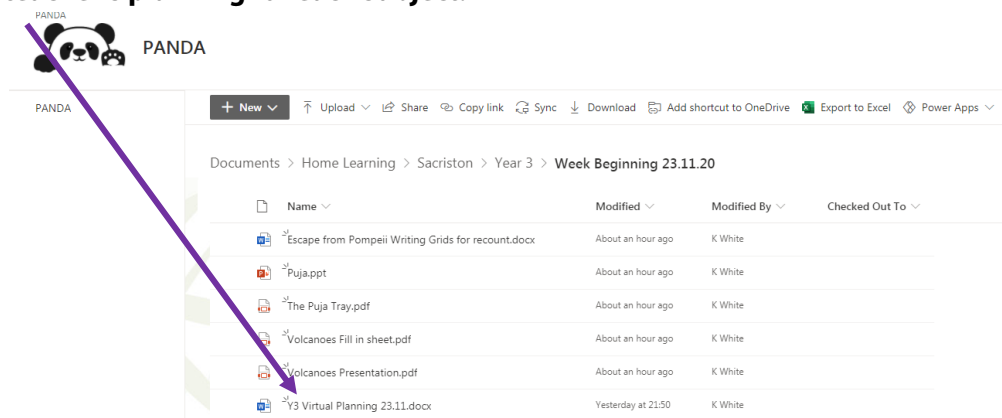 PANDA
PANDA
PANDA
New Upload Share Copy link Sync Download Add shortcut to OneDrive Export to Excel Power Apps
Documents > Home Learning > Sacriston > Year 3 > Week Beginning 23.11.20
Name Modified Modified By Checked Out To
Escape from Pompeii Writing Grids for recount.docx About an hour ago K White
Puja.ppt About an hour ago K White
The Puja Tray.pdf About an hour ago K White
Volcanoes Fill in sheet.pdf About an hour ago K White
Volcanoes Presentation.pdf About an hour ago K White
Y3 Virtual Planning 23.11.docx Yesterday at 21:50 K White